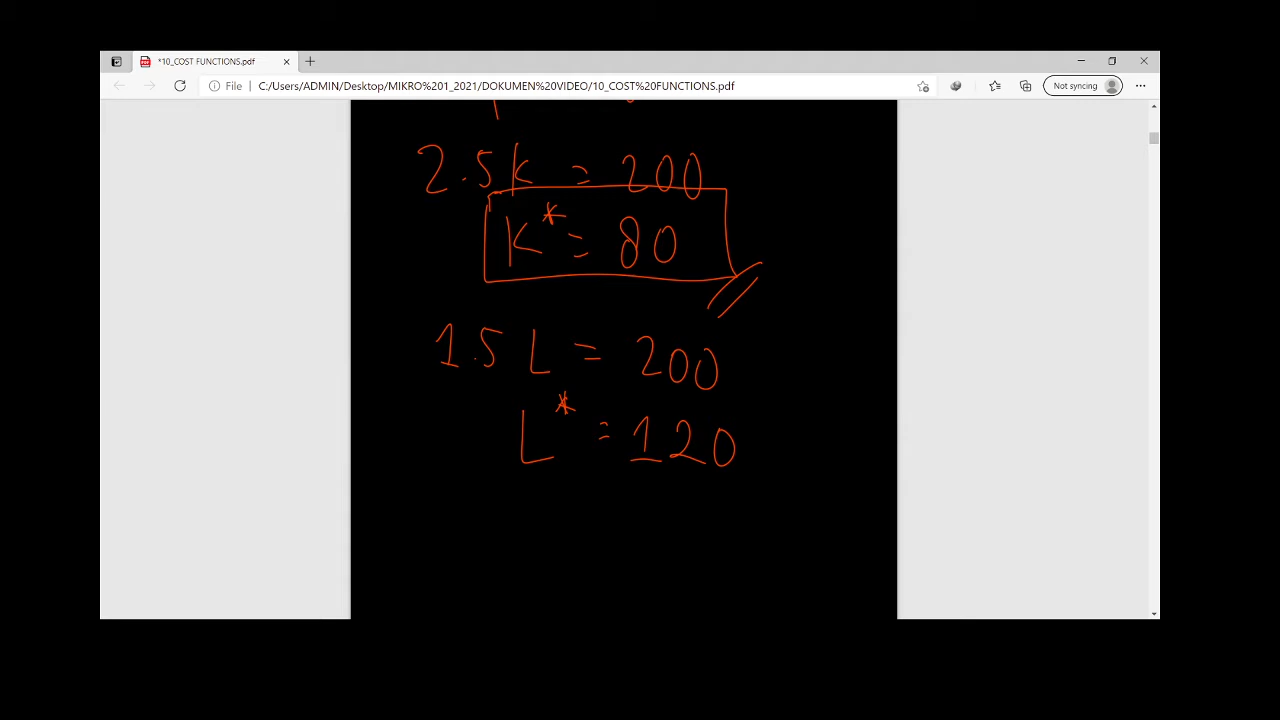 *10_COST FUNCTIONS.pdf
File C:/Users/ADMIN/Desktop/MIKRO%201_2021/DOKUMEN%20VIDEO/10_COST%20FUNCTIONS.pdf Not syncing
2.5K = 200
K* = 80
1.5 L = 200
L* = 120